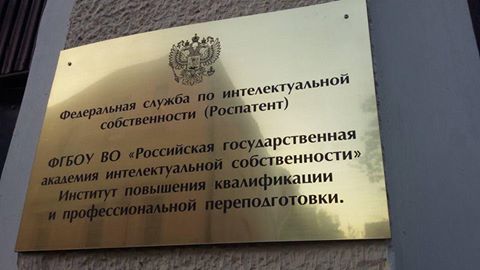 Федеральная служба по интелектуальной
собственности (Роспатент)
ФГБОУ ВО «Российская государственная
академия интелектуальной собственности»
Институт повышения квалификации
и профессиональной переподготовки.